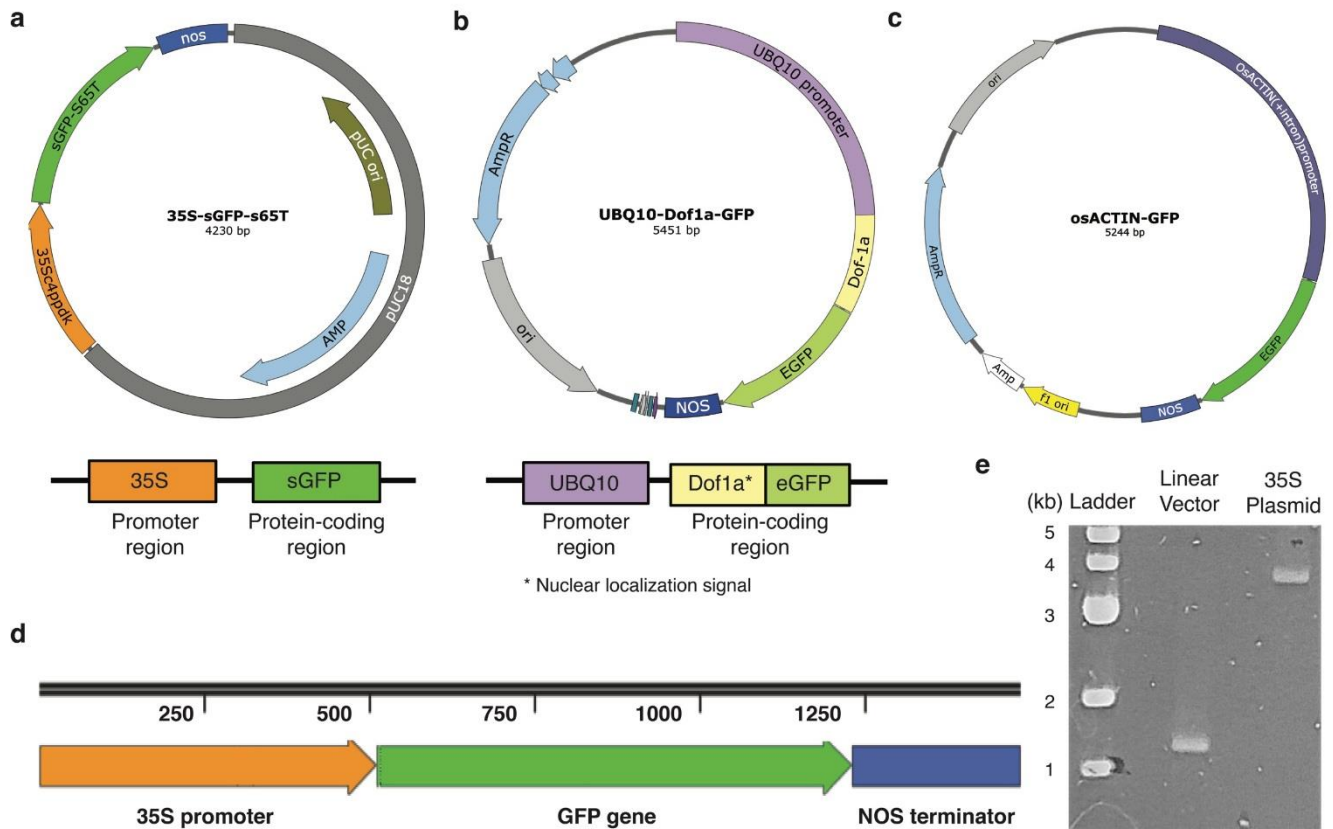 a
nos
sGFP-S65T
pUC ori
35S-sGFP-s65T
4230 bp
35Sc4ppdk
AMP
pUC18
35S
sGFP
Promoter
region
Protein-coding
region
b
UBQ10 promoter
AmpR
UBQ10-Dof1a-GFP
5451 bp
Dof-1a
ori
EGFP
NOS
UBQ10
Dof1a*
eGFP
Promoter
region
Protein-coding
region
* Nuclear localization signal
c
ori
OsACTIN(+intron)promoter
osACTIN-GFP
5244 bp
AmpR
EGFP
Amp
f1 ori
NOS
d
250
500
750
1000
1250
35S promoter
GFP gene
NOS terminator
e
(kb)
Ladder
Linear
Vector
35S
Plasmid
5
4
3
2
1